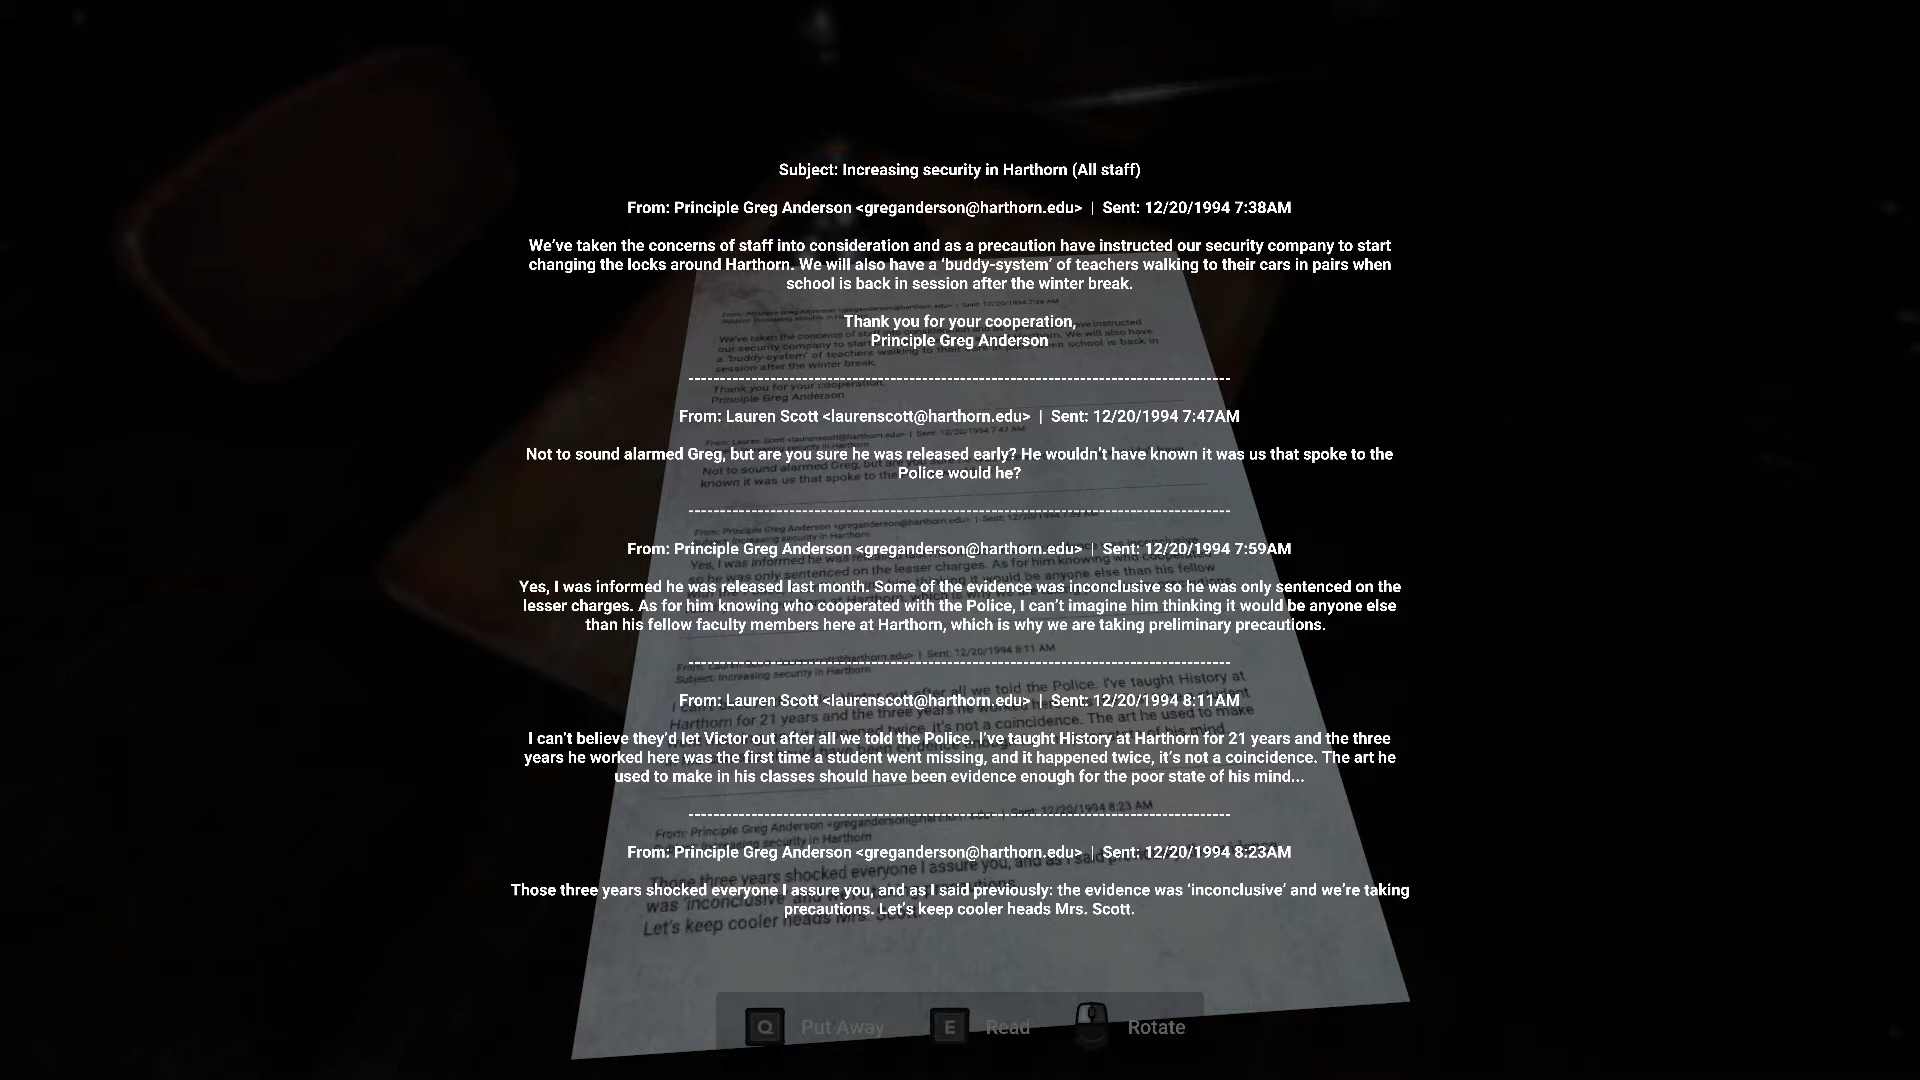 Subject: Increasing security in Harthorn (All staff)
From: Principle Greg Anderson <greganderson@harthorn.edu> | Sent: 12/20/1994 7:38AM
We've taken the concerns of staff into consideration and as a precaution have instructed our security company to start
changing the locks around Harthorn. We will also have a ‘buddy-system’ of teachers walking to their cars in pairs when
school is back in session after the winter break.
Thank you for your cooperation,
Principle Greg Anderson
--------------------------------------------------------------------------------------
From: Lauren Scott <laurenscott@harthorn.edu> | Sent: 12/20/1994 7:47AM
Not to sound alarmed Greg, but are you sure he was released early? He wouldn't have known it was us that spoke to the
Police would he?
--------------------------------------------------------------------------------------
From: Principle Greg Anderson <greganderson@harthorn.edu> | Sent: 12/20/1994 7:59AM
Yes, I was informed he was released last month. Some of the evidence was inconclusive so he was only sentenced on the
lesser charges. As for him knowing who cooperated with the Police, I can't imagine him thinking it would be anyone else
than his fellow faculty members here at Harthorn, which is why we are taking preliminary precautions.
--------------------------------------------------------------------------------------
From: Lauren Scott <laurenscott@harthorn.edu> | Sent: 12/20/1994 8:11AM
I can't believe they'd let Victor out after all we told the Police. I've taught History at Harthorn for 21 years and the three
years he worked here was the first time a student went missing, and it happened twice, it's not a coincidence. The art he
used to make in his classes should have been evidence enough for the poor state of his mind...
--------------------------------------------------------------------------------------
From: Principle Greg Anderson <greganderson@harthorn.edu> | Sent: 12/20/1994 8:23AM
Those three years shocked everyone I assure you, and as I said previously: the evidence was ‘inconclusive’ and we're taking
precautions. Let's keep cooler heads Mrs. Scott.
Q Put Away E Read Rotate